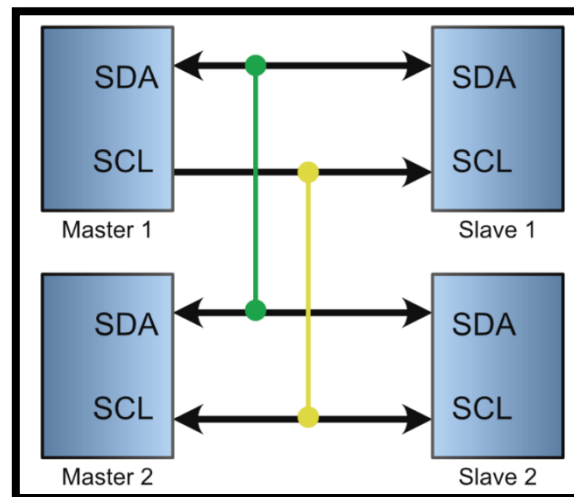 SDA
SDA
SCL
SCL
Master 1
Slave 1
SDA
SDA
SCL
SCL
Master 2
Slave 2